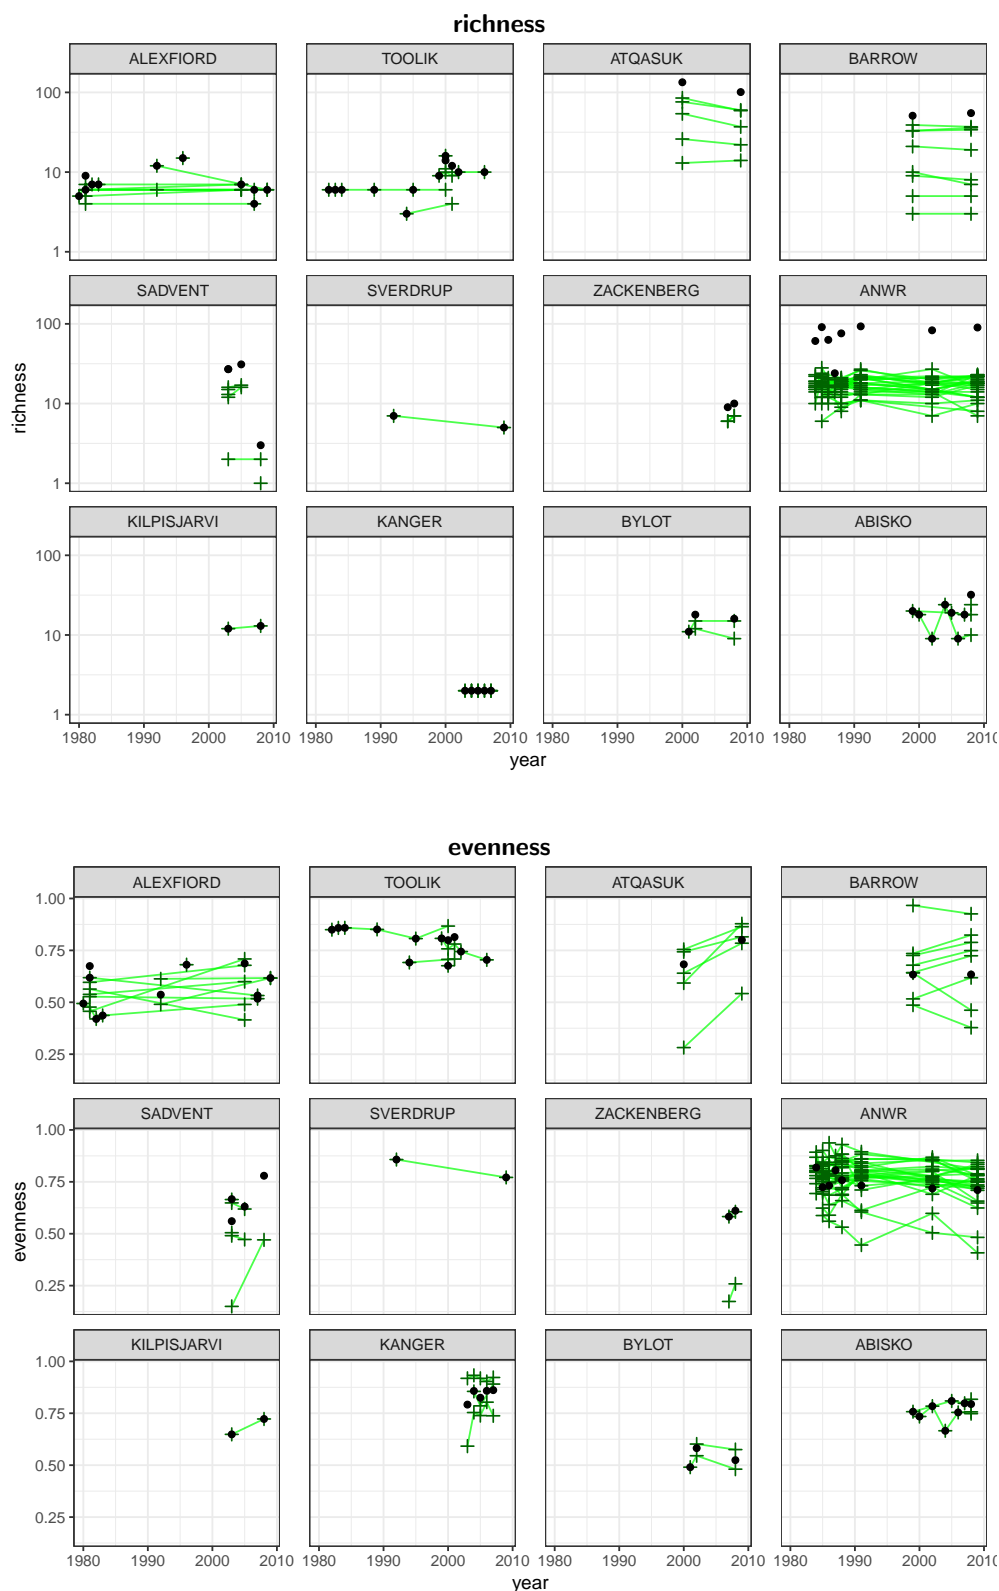 richness
ALEXFIORD TOOLIK ATQASUK BARROW
100
10
1
SADVENT SVERDRUP ZACKENBERG ANWR
100
10
1
richness
KILPISJARVI KANGER BYLOT ABISKO
100
10
1
1980 1990 2000 2010 1980 1990 2000 2010 1980 1990 2000 2010 1980 1990 2000 2010
year
evenness
ALEXFIORD TOOLIK ATQASUK BARROW
1.00
0.75
0.50
0.25
SADVENT SVERDRUP ZACKENBERG ANWR
1.00
0.75
0.50
0.25
evenness
KILPISJARVI KANGER BYLOT ABISKO
1.00
0.75
0.50
0.25
1980 1990 2000 2010 1980 1990 2000 2010 1980 1990 2000 2010 1980 1990 2000 2010
year